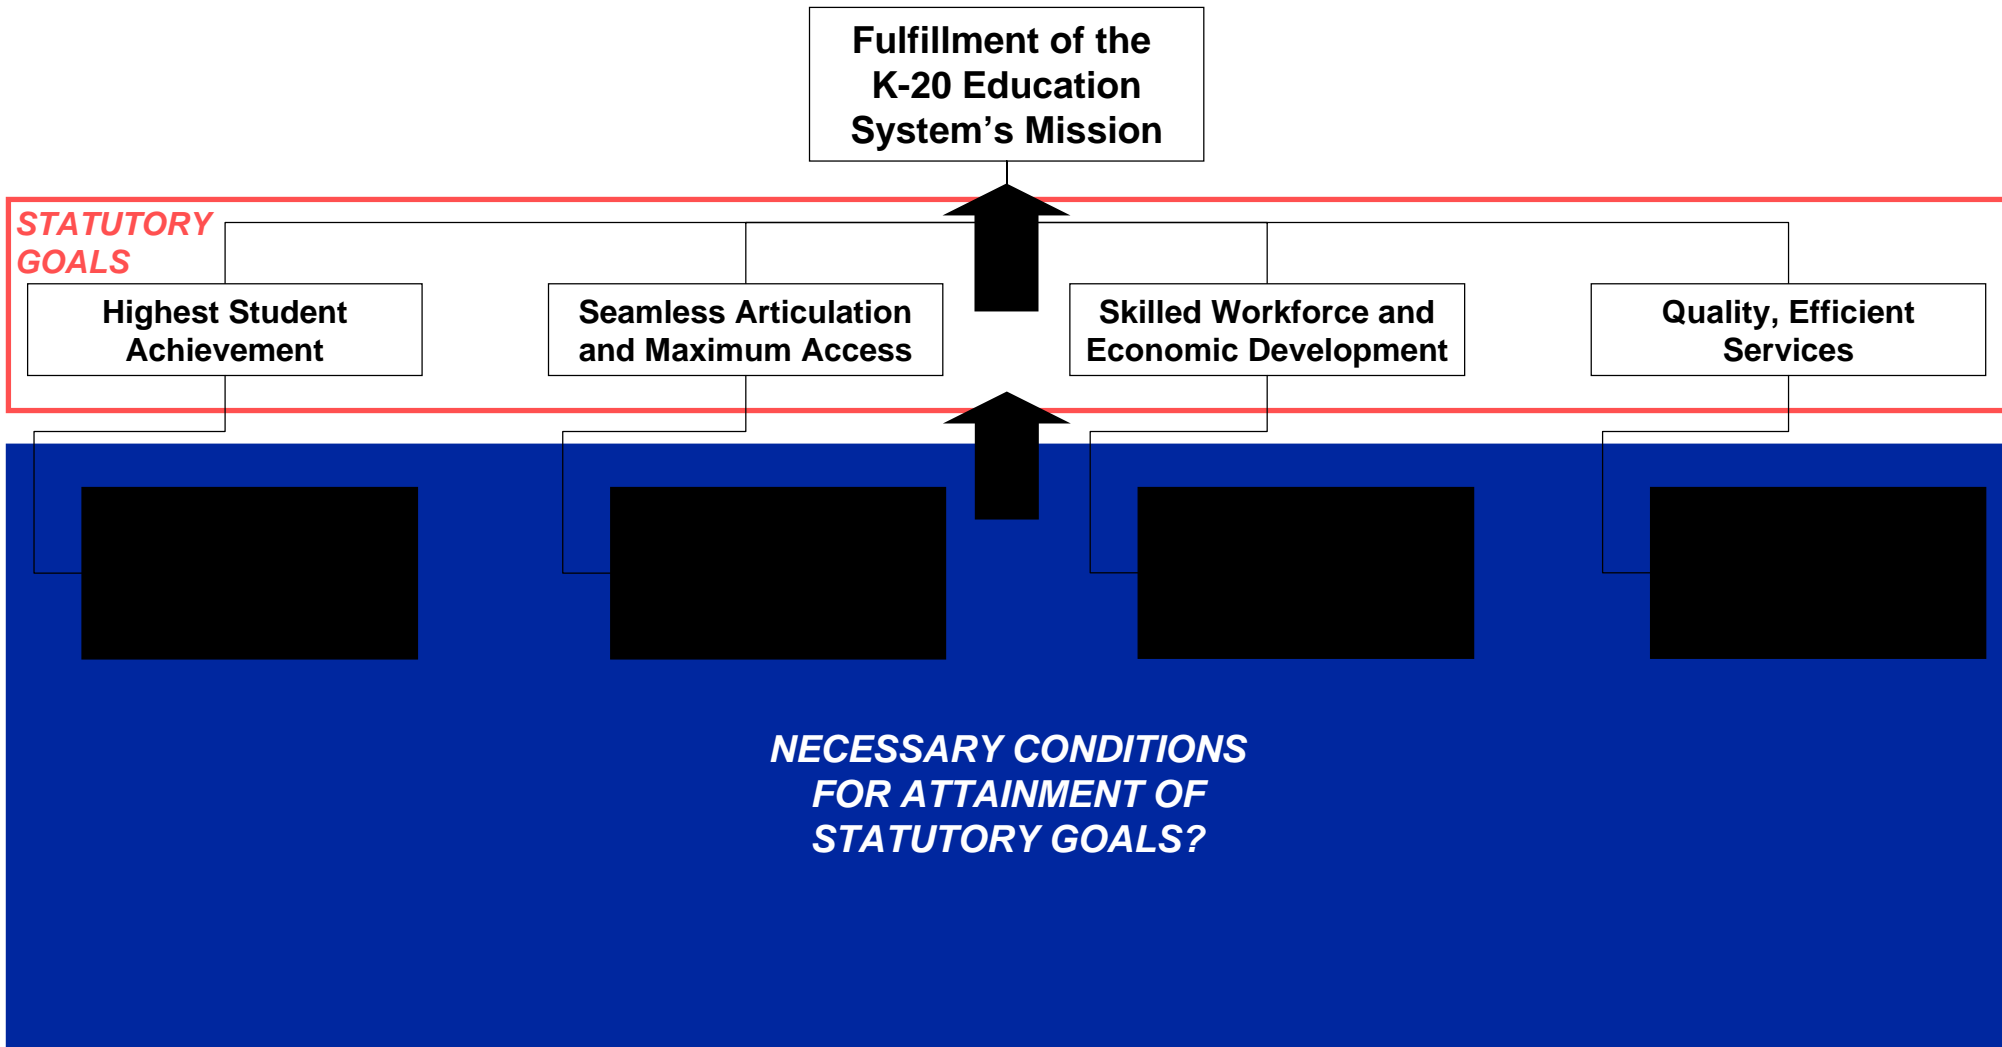 Fulfillment of the
K-20 Education
System’s Mission
STATUTORY
GOALS
Highest Student
Achievement
Seamless Articulation
and Maximum Access
Skilled Workforce and
Economic Development
Quality, Efficient
Services
NECESSARY CONDITIONS
FOR ATTAINMENT OF
STATUTORY GOALS?